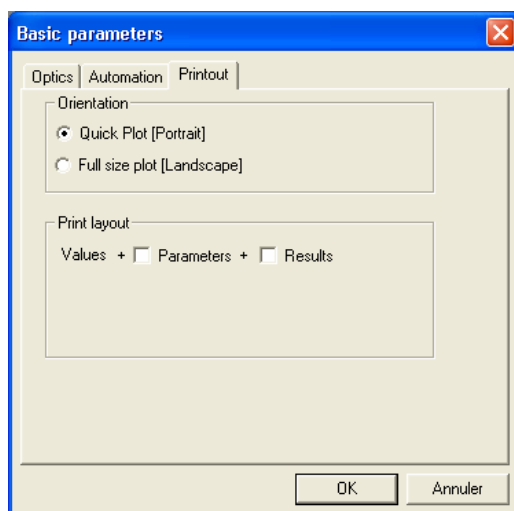 Basic parameters
Optics Automation Printout
Orientation
Quick Plot [Portrait]
Full size plot [Landscape]
Print layout
Values + Parameters + Results
OK Annuler